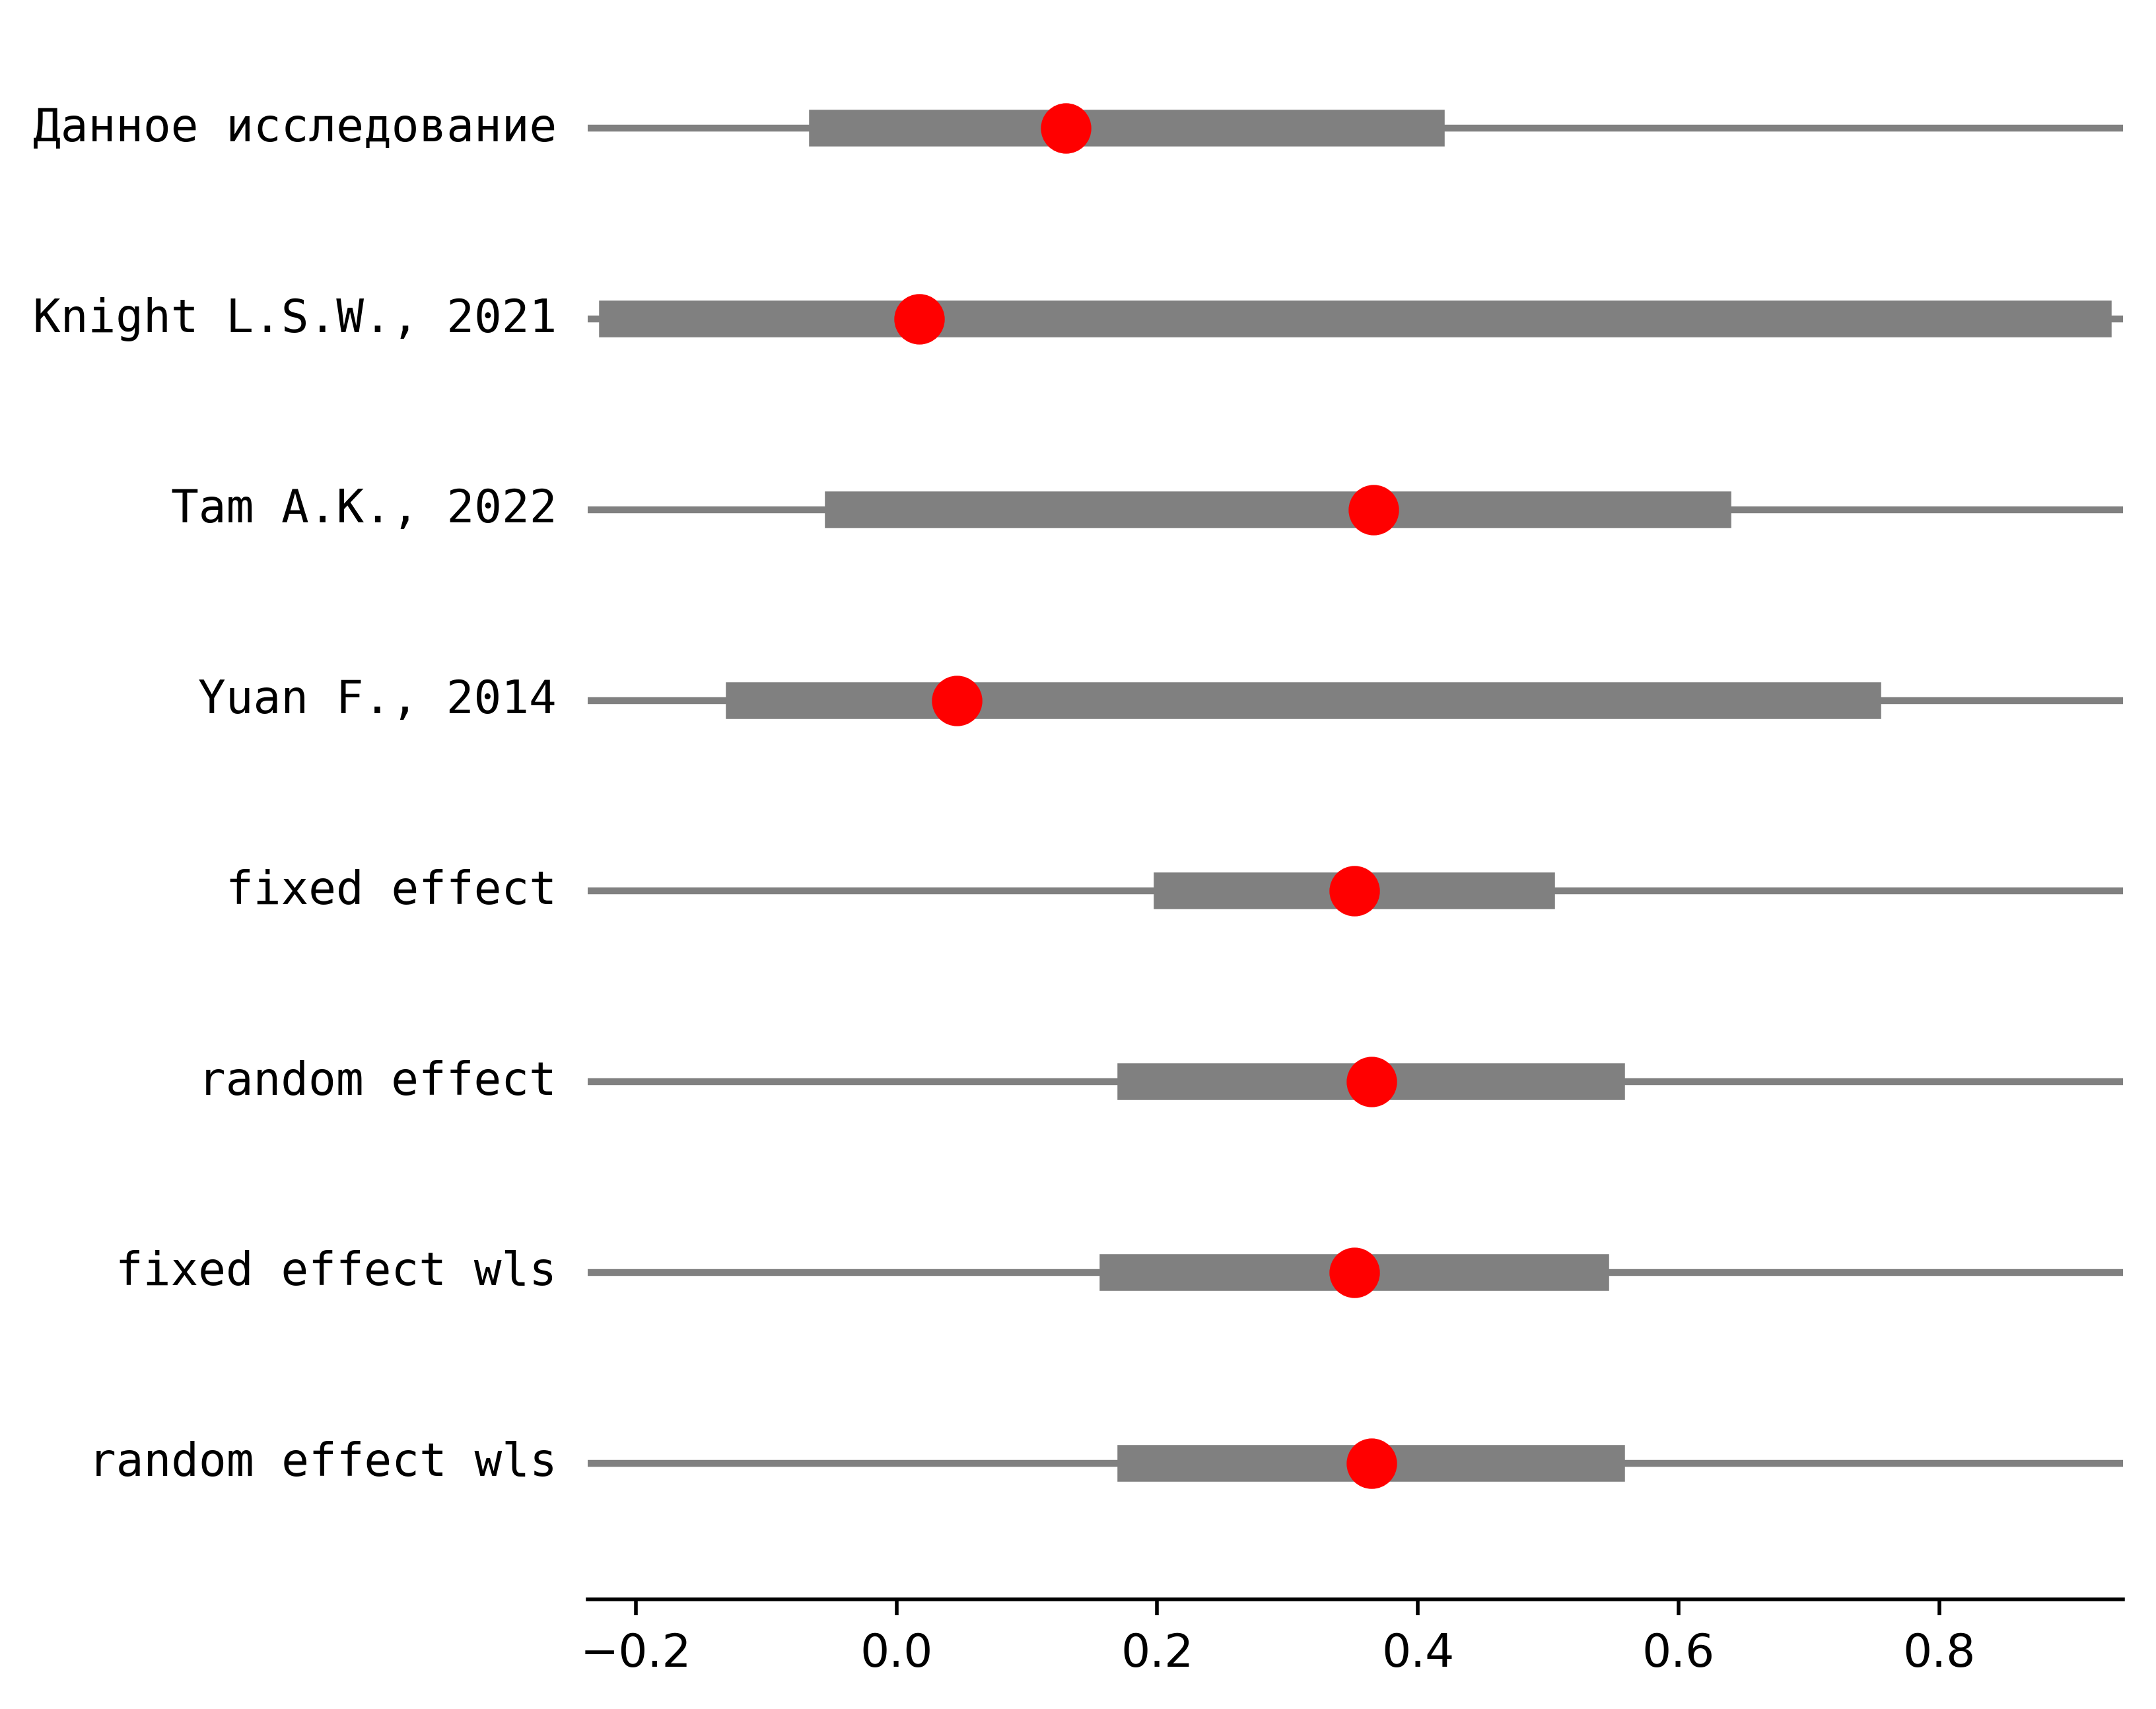 Данное исследование
Knight L.S.W., 2021
Tam A.K., 2022
Yuan F., 2014
fixed effect
random effect
fixed effect wls
random effect wls
−0.2 0.0 0.2 0.4 0.6 0.8